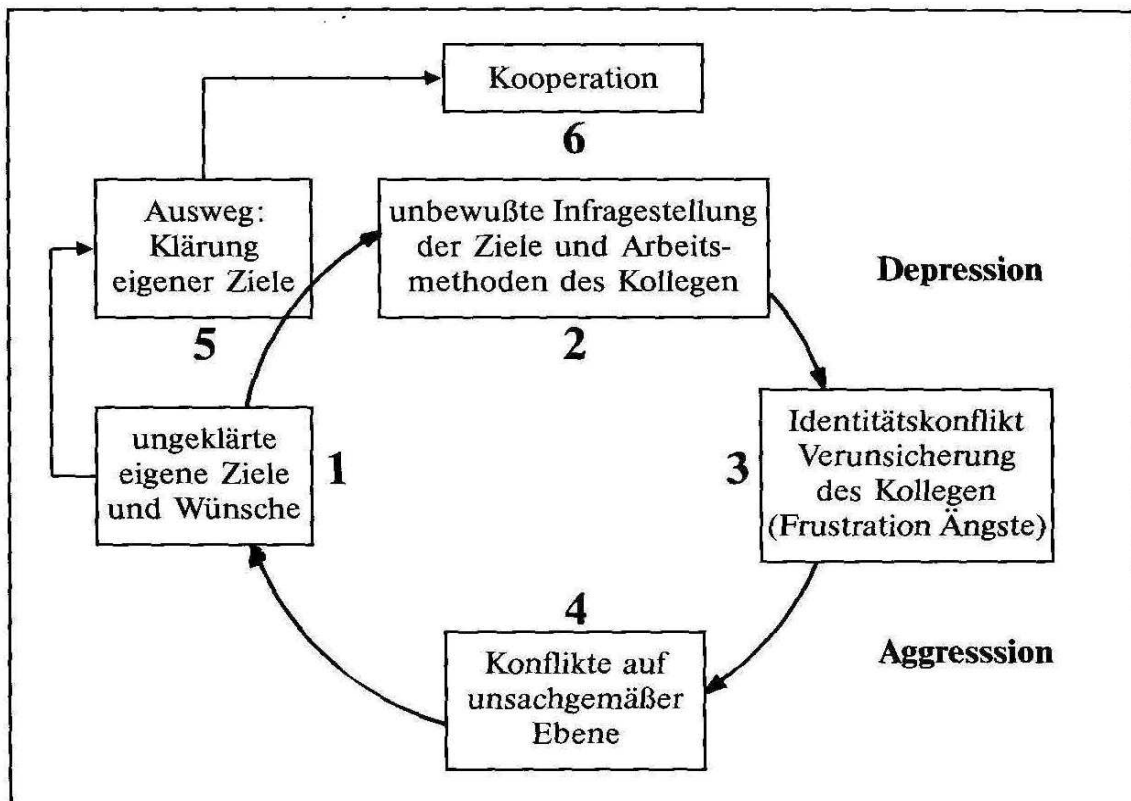 Kooperation
6
Ausweg:
Klärung
eigener Ziele
5
unbewußte Infragestellung
der Ziele und Arbeits-
methoden des Kollegen
2
Depression
ungeklärte
eigene Ziele
und Wünsche
1
3
Identitätskonflikt
Verunsicherung
des Kollegen
(Frustration Ängste)
4
Konflikte auf
unsachgemäßer
Ebene
Aggresssion